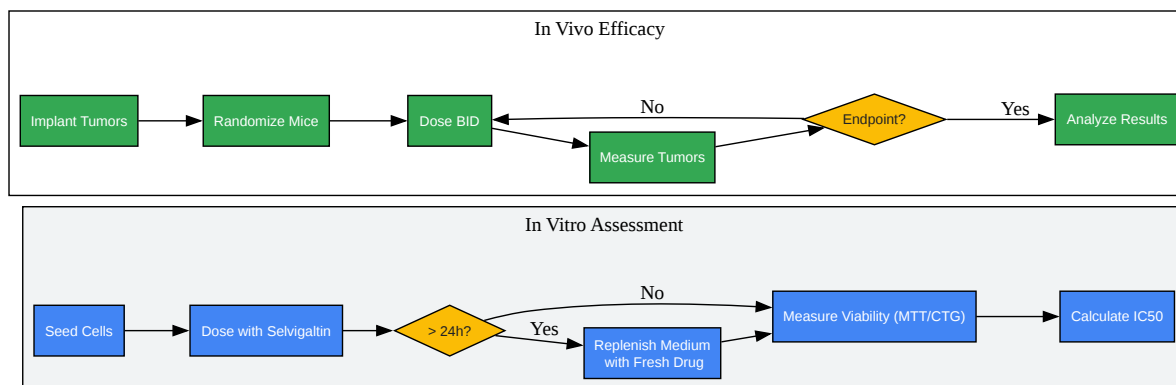 In Vivo Efficacy
Implant Tumors
Randomize Mice
Dose BID
No
Measure Tumors
Endpoint?
Yes
Analyze Results
In Vitro Assessment
Seed Cells
Dose with Selvigaltin
> 24h?
No
Yes
Replenish Medium
with Fresh Drug
Measure Viability (MTT/CTG)
Calculate IC50